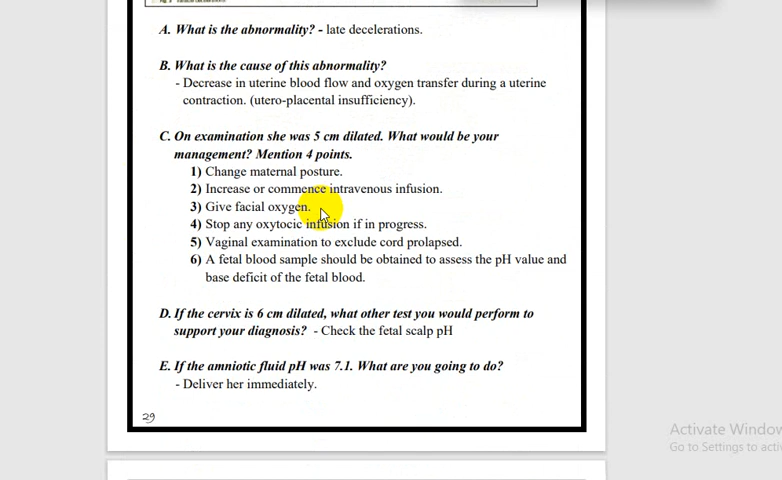 A. What is the abnormality? - late decelerations.
B. What is the cause of this abnormality?
- Decrease in uterine blood flow and oxygen transfer during a uterine
contraction. (utero-placental insufficiency).
C. On examination she was 5 cm dilated. What would be your
management? Mention 4 points.
1) Change maternal posture.
2) Increase or commence intravenous infusion.
3) Give facial oxygen.
4) Stop any oxytocic infusion if in progress.
5) Vaginal examination to exclude cord prolapsed.
6) A fetal blood sample should be obtained to assess the pH value and
base deficit of the fetal blood.
D. If the cervix is 6 cm dilated, what other test you would perform to
support your diagnosis? - Check the fetal scalp pH
E. If the amniotic fluid pH was 7.1. What are you going to do?
- Deliver her immediately.
29
Activate Window
Go to Settings to acti